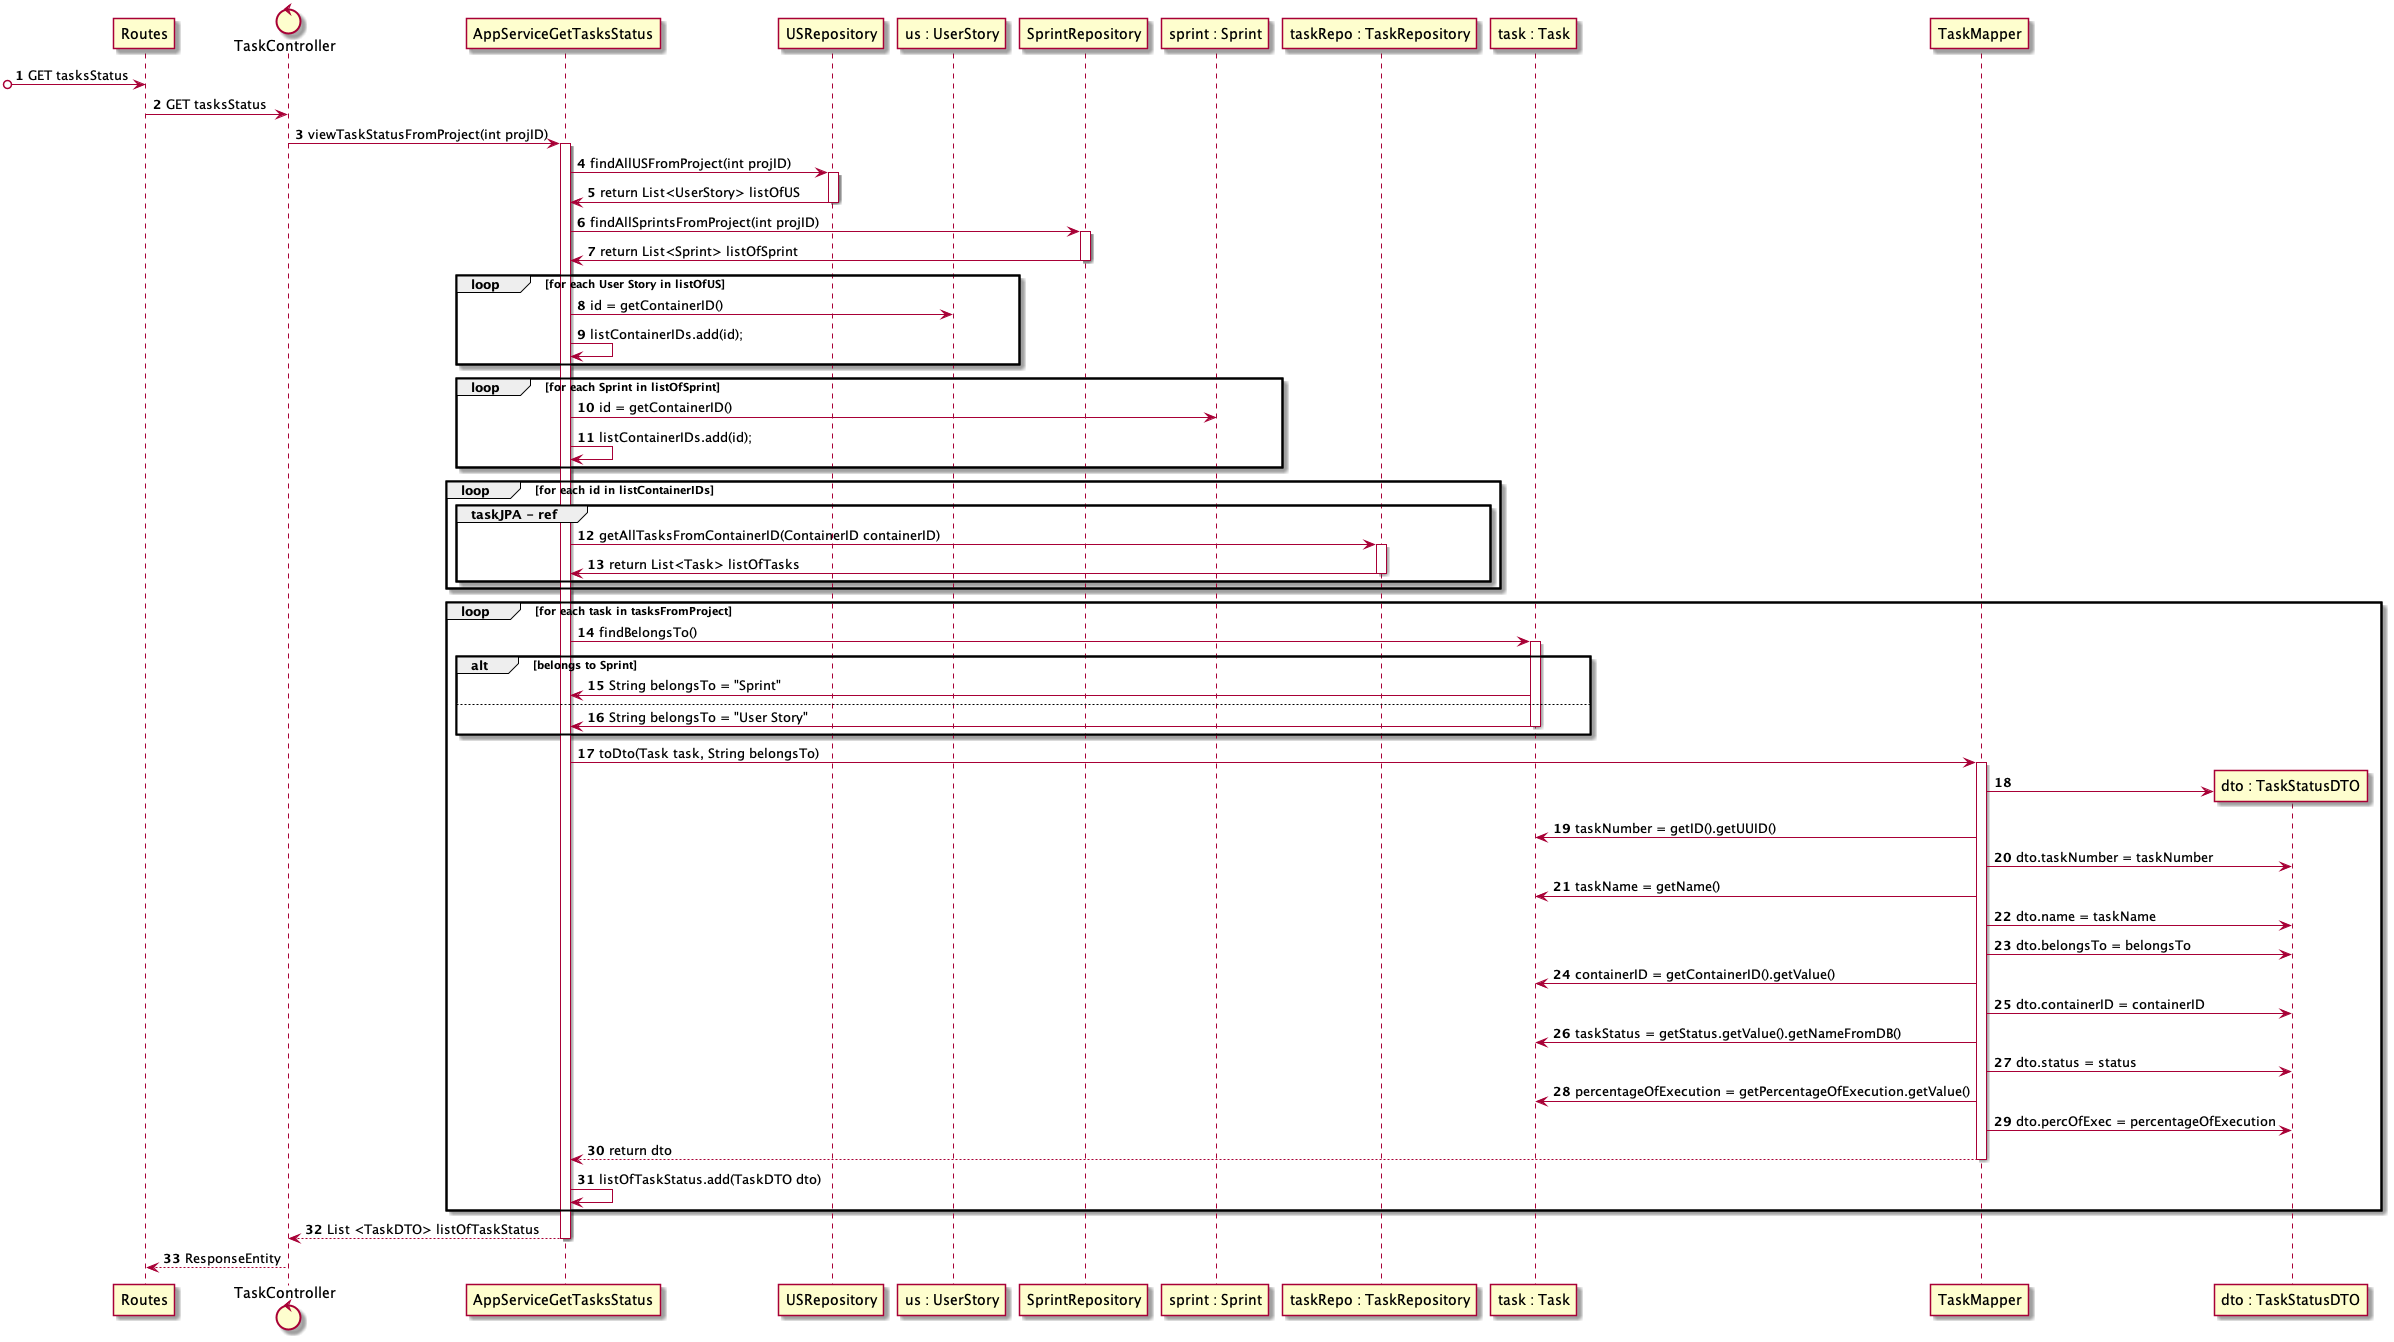 Routes
TaskController
AppServiceGetTasksStatus
USRepository
us : UserStory
SprintRepository
sprint : Sprint
taskRepo : TaskRepository
task : Task
TaskMapper
1 GET tasksStatus
2 GET tasksStatus
3 viewTaskStatusFromProject(int projID)
4 findAllUSFromProject(int projID)
5 return List<UserStory> listOfUS
6 findAllSprintsFromProject(int projID)
7 return List<Sprint> listOfSprint
loop [for each User Story in listOfUS]
8 id = getContainerID()
9 listContainerIDs.add(id);
loop [for each Sprint in listOfSprint]
10 id = getContainerID()
11 listContainerIDs.add(id);
loop [for each id in listContainerIDs]
taskJPA - ref
12 getAllTasksFromContainerID(ContainerID containerID)
13 return List<Task> listOfTasks
loop [for each task in tasksFromProject]
14 findBelongsTo()
alt [belongs to Sprint]
15 String belongsTo = "Sprint"
16 String belongsTo = "User Story"
17 toDto(Task task, String belongsTo)
18
dto : TaskStatusDTO
19 taskNumber = getID().getUUID()
20 dto.taskNumber = taskNumber
21 taskName = getName()
22 dto.name = taskName
23 dto.belongsTo = belongsTo
24 containerID = getContainerID().getValue()
25 dto.containerID = containerID
26 taskStatus = getStatus.getValue().getNameFromDB()
27 dto.status = status
28 percentageOfExecution = getPercentageOfExecution.getValue()
29 dto.percOfExec = percentageOfExecution
30 return dto
31 listOfTaskStatus.add(TaskDTO dto)
32 List <TaskDTO> listOfTaskStatus
33 ResponseEntity
Routes
TaskController
AppServiceGetTasksStatus
USRepository
us : UserStory
SprintRepository
sprint : Sprint
taskRepo : TaskRepository
task : Task
TaskMapper
dto : TaskStatusDTO